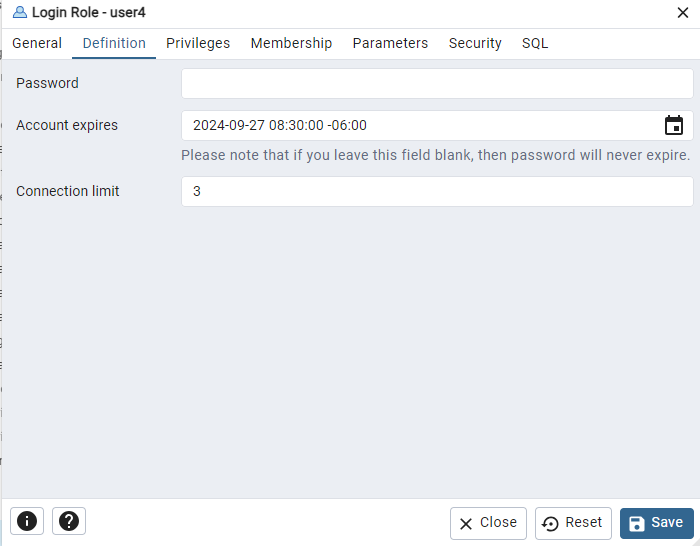 Login Role - user4
General Definition Privileges Membership Parameters Security SQL
Password
Account expires 2024-09-27 08:30:00 -06:00
Please note that if you leave this field blank, then password will never expire.
Connection limit 3
Close Reset Save